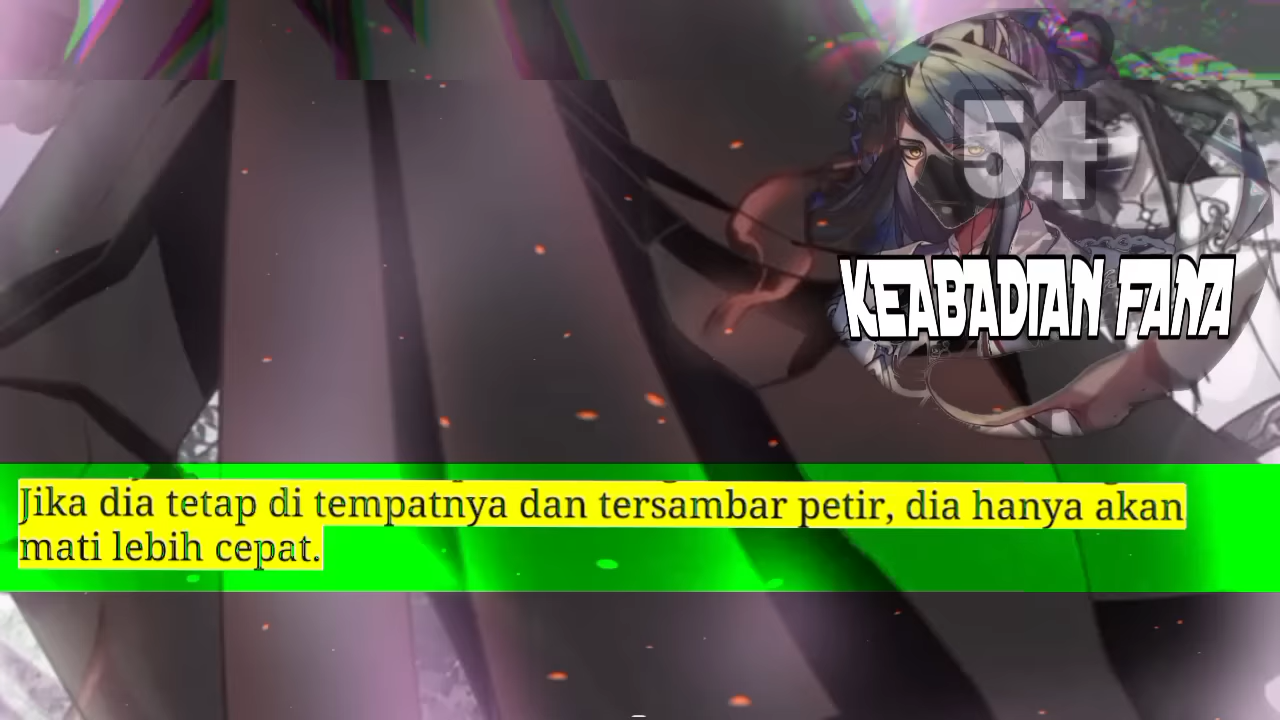 54
KEABADIAN FANA
Jika dia tetap di tempatnya dan tersambar petir, dia hanya akan
mati lebih cepat.